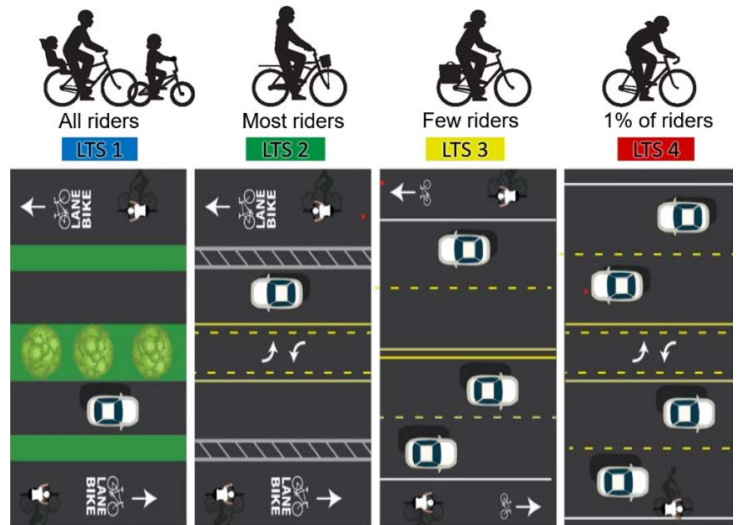 All riders
Most riders
Few riders
1% of riders
LTS 1
LTS 2
LTS 3
LTS 4
LANE
BIKE
LANE
BIKE
LANE
BIKE
LANE
BIKE